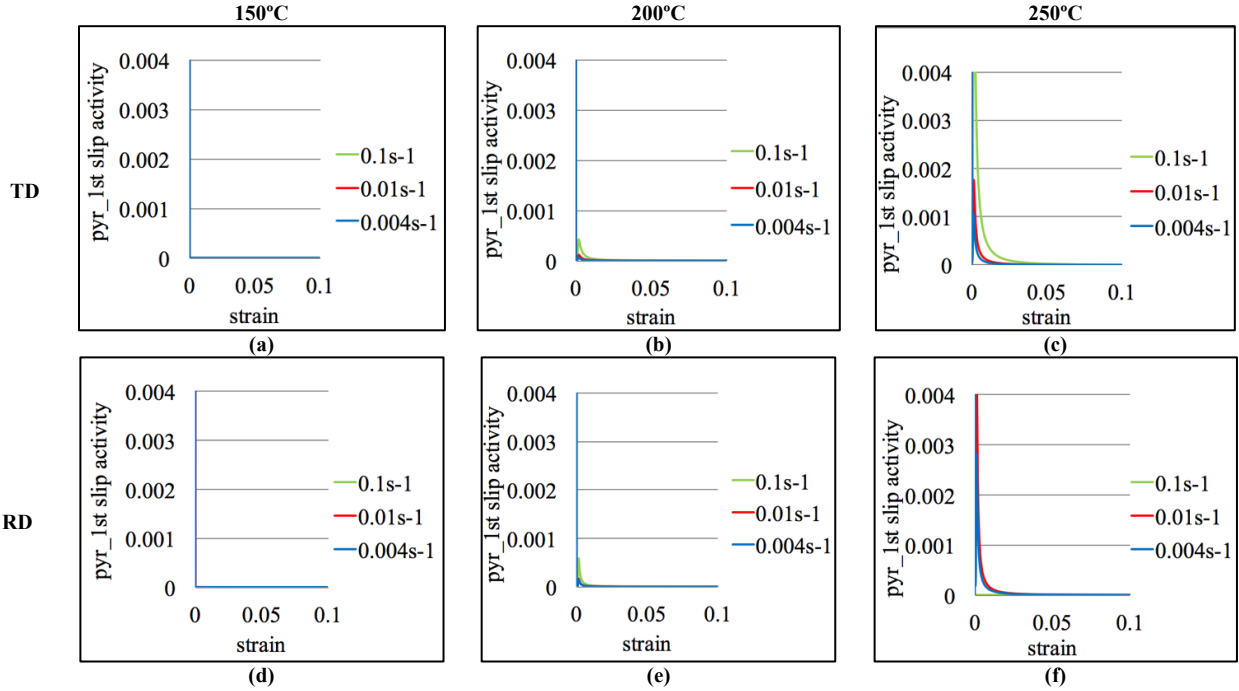 150ºC 200ºC 250ºC
TD
pyr_1st slip activity
0.004
0.003
0.002
0.001
0
0 0.05 0.1
strain
0.1s-1
0.01s-1
0.004s-1
(a)
pyr_1st slip activity
0.004
0.003
0.002
0.001
0
0 0.05 0.1
strain
0.1s-1
0.01s-1
0.004s-1
(b)
pyr_1st slip activity
0.004
0.003
0.002
0.001
0
0 0.05 0.1
strain
0.1s-1
0.01s-1
0.004s-1
(c)
RD
pyr_1st slip activity
0.004
0.003
0.002
0.001
0
0 0.05 0.1
strain
0.1s-1
0.01s-1
0.004s-1
(d)
pyr_1st slip activity
0.004
0.003
0.002
0.001
0
0 0.05 0.1
strain
0.1s-1
0.01s-1
0.004s-1
(e)
pyr_1st slip activity
0.004
0.003
0.002
0.001
0
0 0.05 0.1
strain
0.1s-1
0.01s-1
0.004s-1
(f)